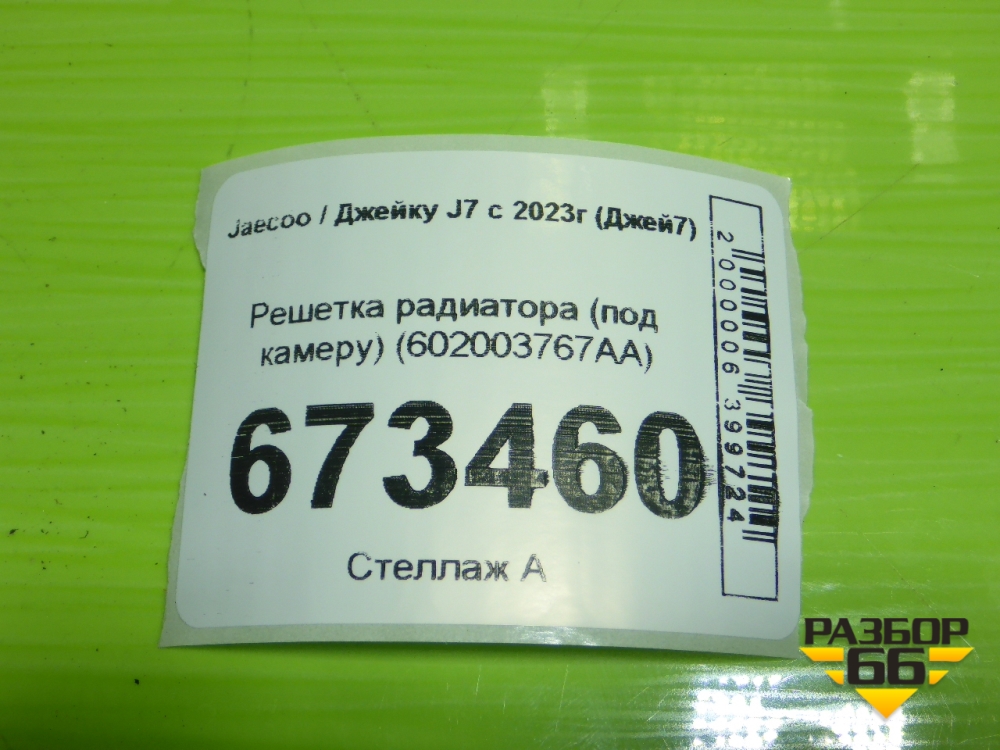 Jaecoo / Джейку J7 с 2023г (Джей7)
Решетка радиатора (под
камеру) (602003767AA)
673460
Стеллаж А
2000006399724
РАЗБОР
66